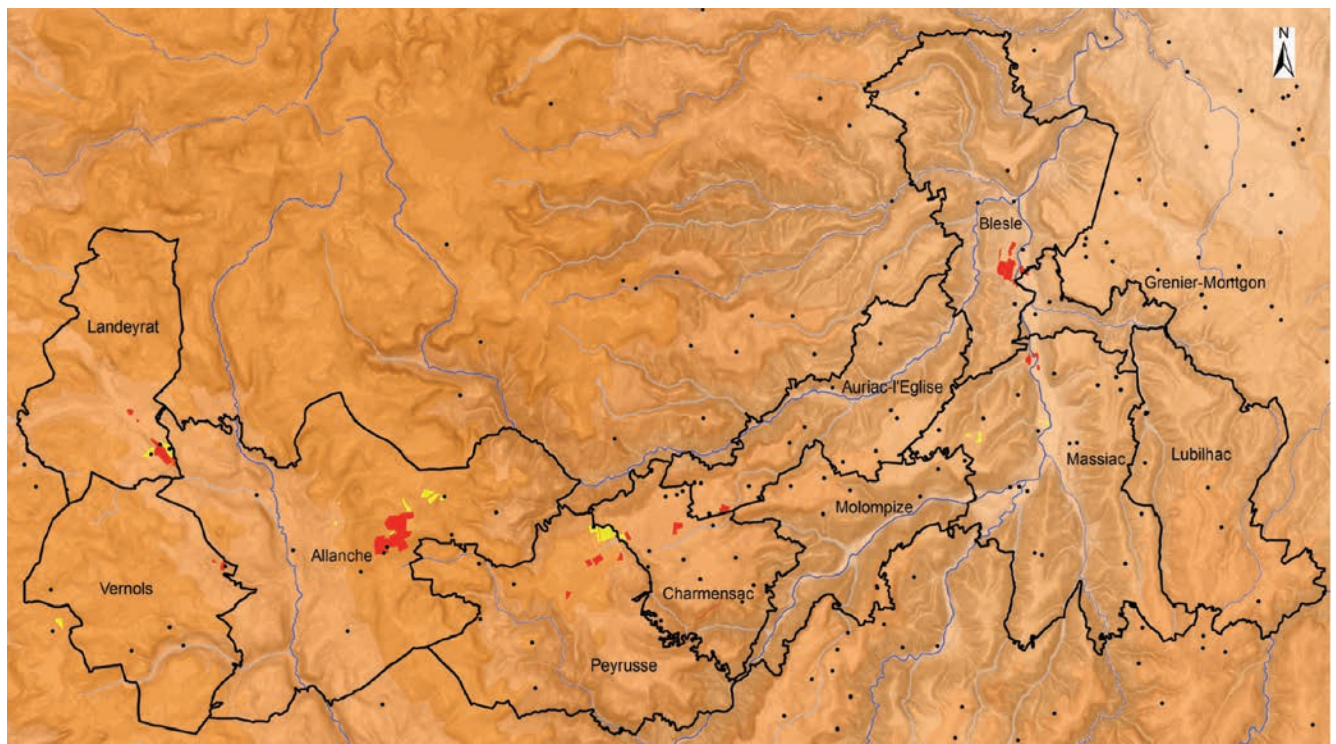 N
Blesle
Grenier-Montgon
Landeyrat
Auriac-l'Eglise
Massiac
Lubilhac
Molompize
Allanche
Vernols
Charmensac
Peyrusse